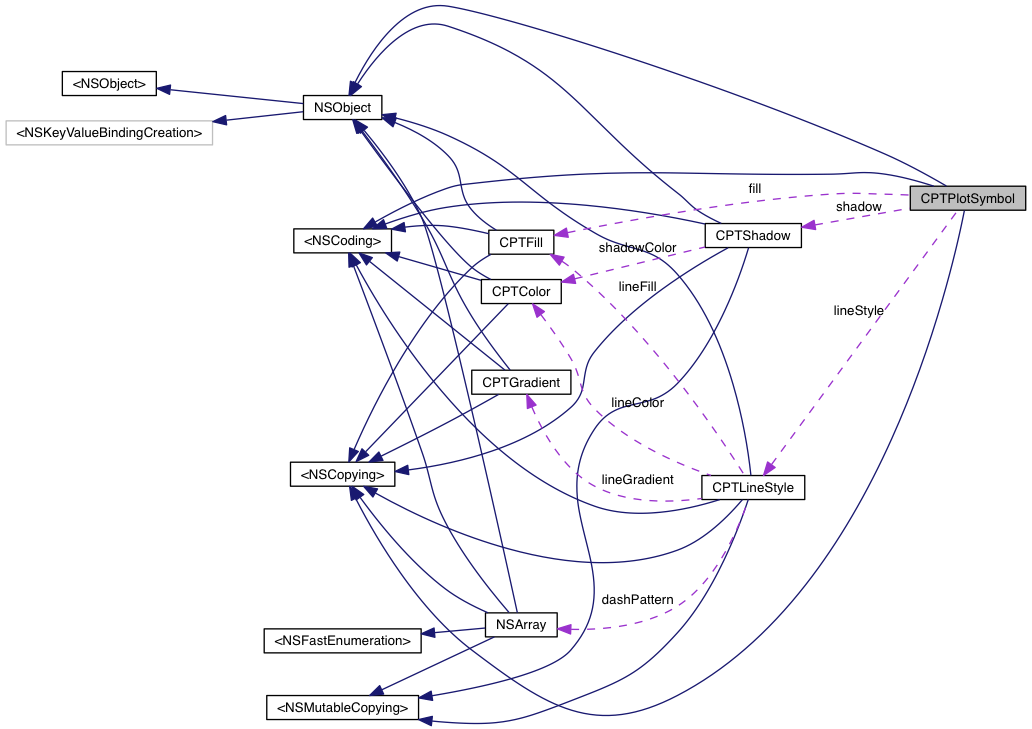 <NSObject>
NSObject
<NSKeyValueBindingCreation>
fill
CPTPlotSymbol
shadow
<NSCoding>
CPTFill
shadowColor
CPTShadow
CPTColor
lineFill
lineStyle
CPTGradient
lineColor
<NSCopying>
lineGradient
CPTLineStyle
dashPattern
NSArray
<NSFastEnumeration>
<NSMutableCopying>